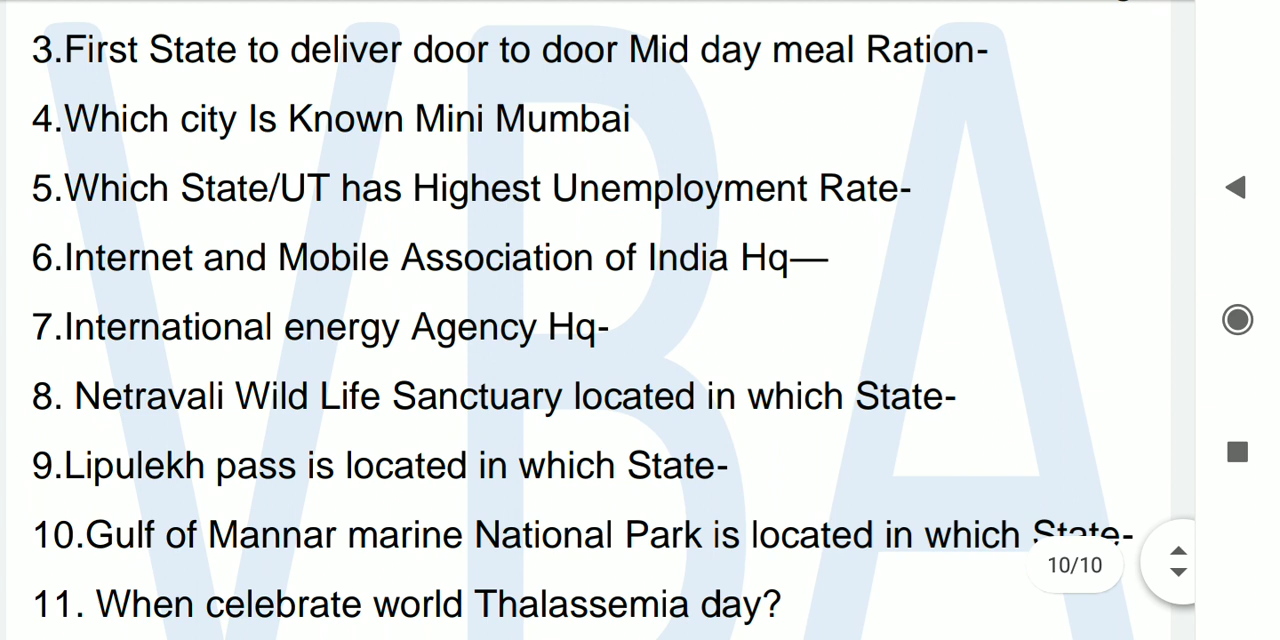 3.First State to deliver door to door Mid day meal Ration-
4.Which city Is Known Mini Mumbai
5.Which State/UT has Highest Unemployment Rate-
6.Internet and Mobile Association of India Hq—
7.International energy Agency Hq-
8. Netravali Wild Life Sanctuary located in which State-
9.Lipulekh pass is located in which State-
10.Gulf of Mannar marine National Park is located in which State-
10/10
11. When celebrate world Thalassemia day?
VBA